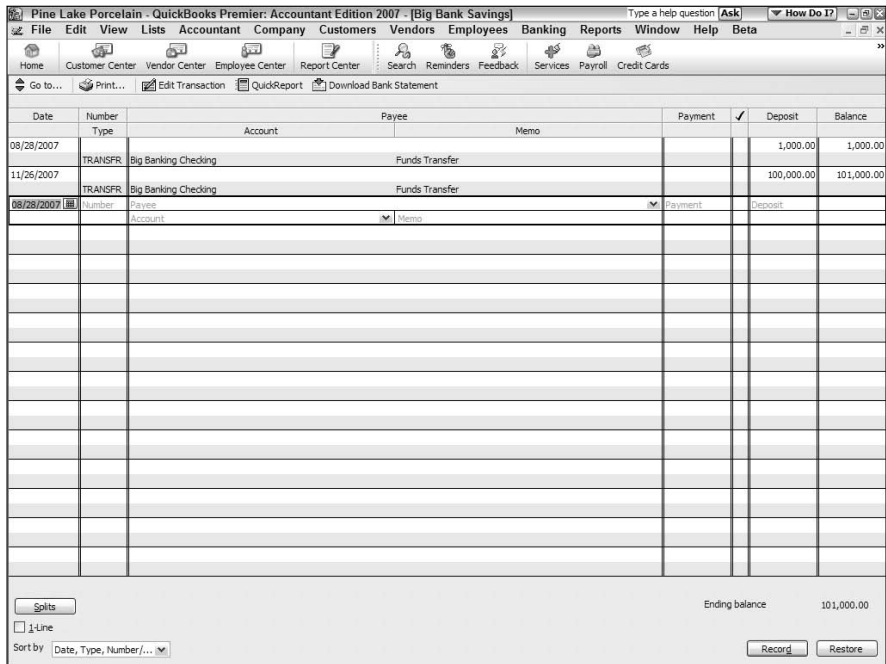 Pine Lake Porcelain - QuickBooks Premier: Accountant Edition 2007 - [Big Bank Savings] Type a help question Ask How Do I?
File Edit View Lists Accountant Company Customers Vendors Employees Banking Reports Window Help Beta
Home Customer Center Vendor Center Employee Center Report Center Search Reminders Feedback Services Payroll Credit Cards »
Go to... Print... Edit Transaction QuickReport Download Bank Statement
Date Number Payee Payment ✓ Deposit Balance
Type Account Memo
08/28/2007 1,000.00 1,000.00
TRANSFR Big Banking Checking Funds Transfer
11/26/2007 100,000.00 101,000.00
TRANSFR Big Banking Checking Funds Transfer
08/28/2007 Number Payee Payment Deposit
Account Memo
Splits Ending balance 101,000.00
1-Line
Sort by Date, Type, Number/... Record Restore